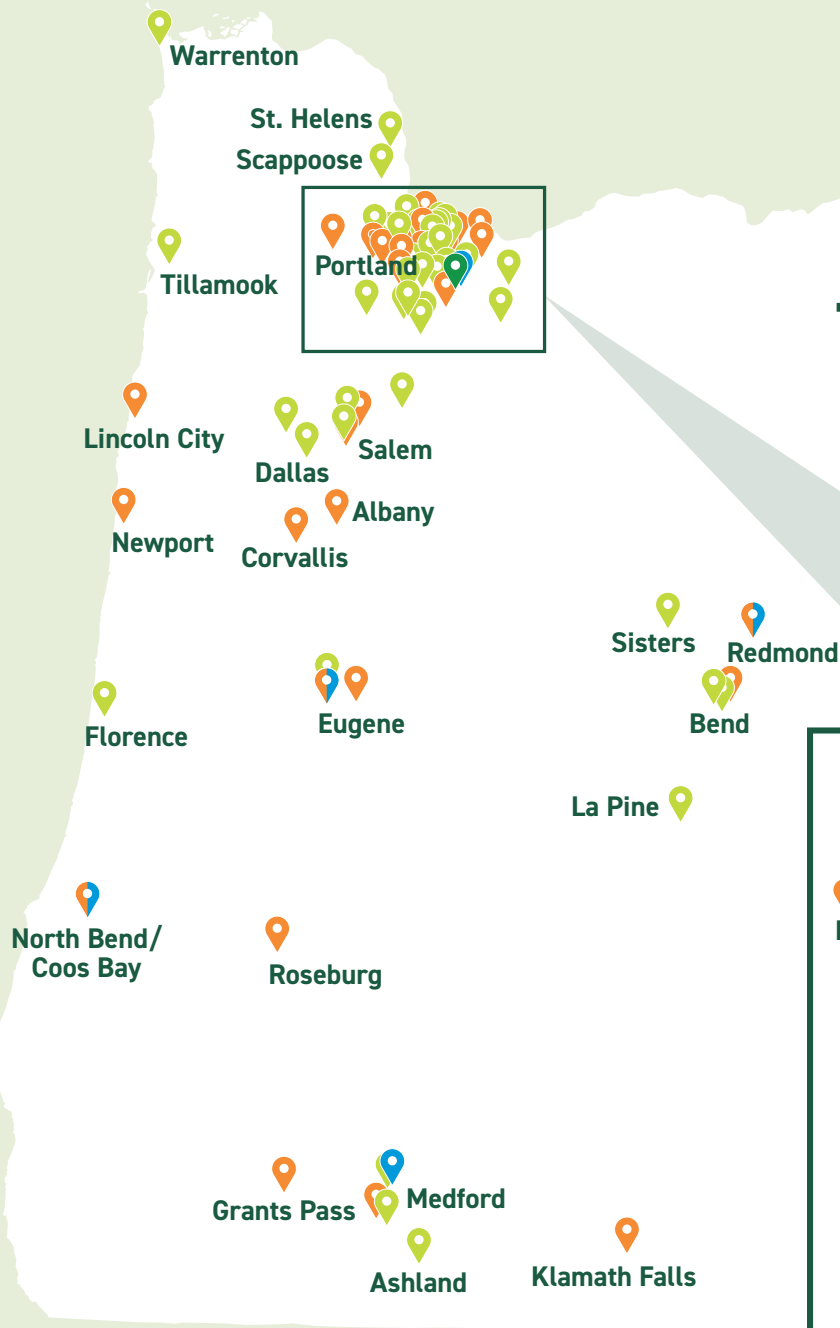 Warrenton
St. Helens
Scappoose
Portland
Tillamook
Lincoln City
Salem
Dallas
Albany
Newport
Corvallis
Sisters
Redmond
Florence
Eugene
Bend
La Pine
North Bend/
Coos Bay
Roseburg
Grants Pass
Medford
Ashland
Klamath Falls